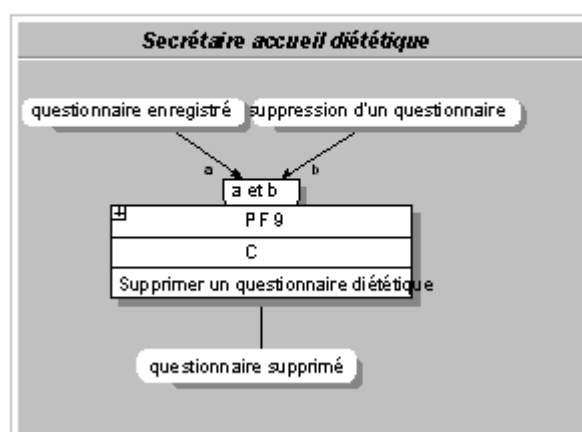 Secrétaire accueil diététique
questionnaire enregistré
suppression d'un questionnaire
a
b
a et b
PF9
C
Supprimer un questionnaire diététique
questionnaire supprimé